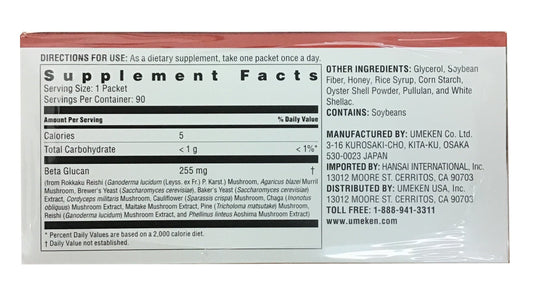 DIRECTIONS FOR USE: As a dietary supplement, take one packet once a day.
Supplement Facts
Serving Size: 1 Packet
Servings Per Container: 90
Amount Per Serving % Daily Value
Calories 5
Total Carbohydrate < 1 g < 1%*
Beta Glucan 255 mg †
(from Rokkaku Reishi (Ganoderma lucidum (Leyss. ex Fr.) P. Karst.) Mushroom, Agaricus blazei Murril
Mushroom, Brewer's Yeast (Saccharomyces cerevisiae), Baker's Yeast (Saccharomyces cerevisiae)
Extract, Cordyceps militaris Mushroom, Cauliflower (Sparassis crispa) Mushroom, Chaga (Inonotus
obliquus) Mushroom Extract, Maitake Mushroom Extract, Pine (Tricholoma matsutake) Mushroom,
Reishi (Ganoderma lucidum) Mushroom Extract, and Phellinus linteus Aoshima Mushroom Extract)
* Percent Daily Values are based on a 2,000 calorie diet.
† Daily Value not established.
OTHER INGREDIENTS: Glycerol, Soybean
Fiber, Honey, Rice Syrup, Corn Starch,
Oyster Shell Powder, Pullulan, and White
Shellac.
CONTAINS: Soybeans
MANUFACTURED BY: UMEKEN Co. Ltd.
3-16 KUROSAKI-CHO, KITA-KU, OSAKA
530-0023 JAPAN
IMPORTED BY: HANSAI INTERNATIONAL, Inc.
13012 MOORE ST. CERRITOS, CA 90703
DISTRIBUTED BY: UMEKEN USA, Inc.
13012 MOORE ST. CERRITOS, CA 90703
TOLL FREE: 1-888-941-3311
www.umeken.com